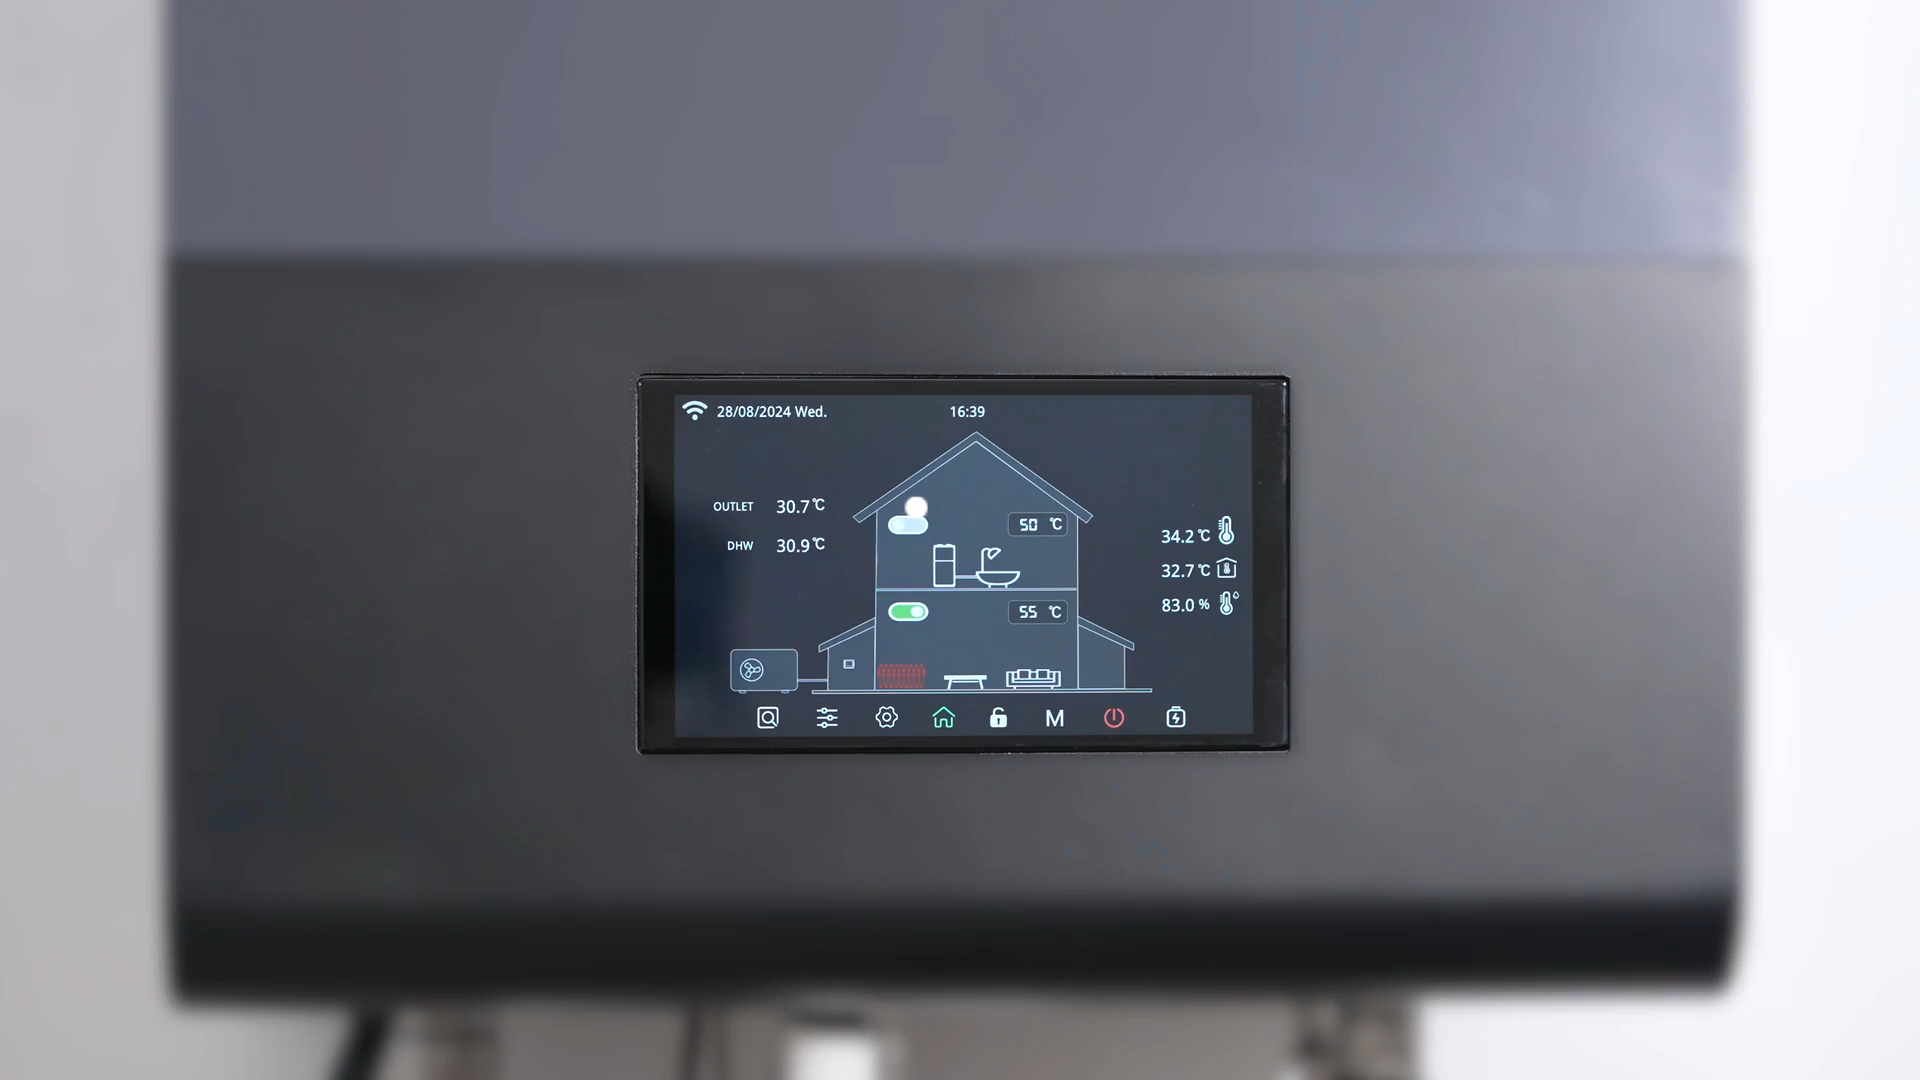 28/08/2024 Wed.
16:39
OUTLET 30.7℃
DHW 30.9℃
50 ℃
55 ℃
34.2℃
32.7℃
83.0 %
M